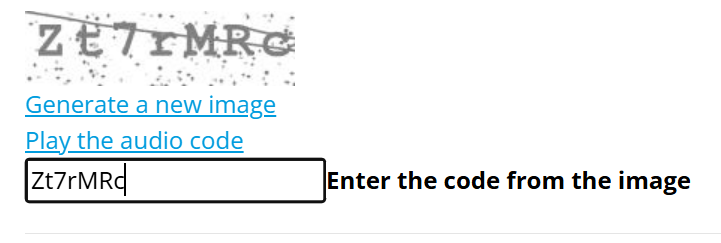 Zt7rMRc
Generate a new image
Play the audio code
Zt7rMRc Enter the code from the image